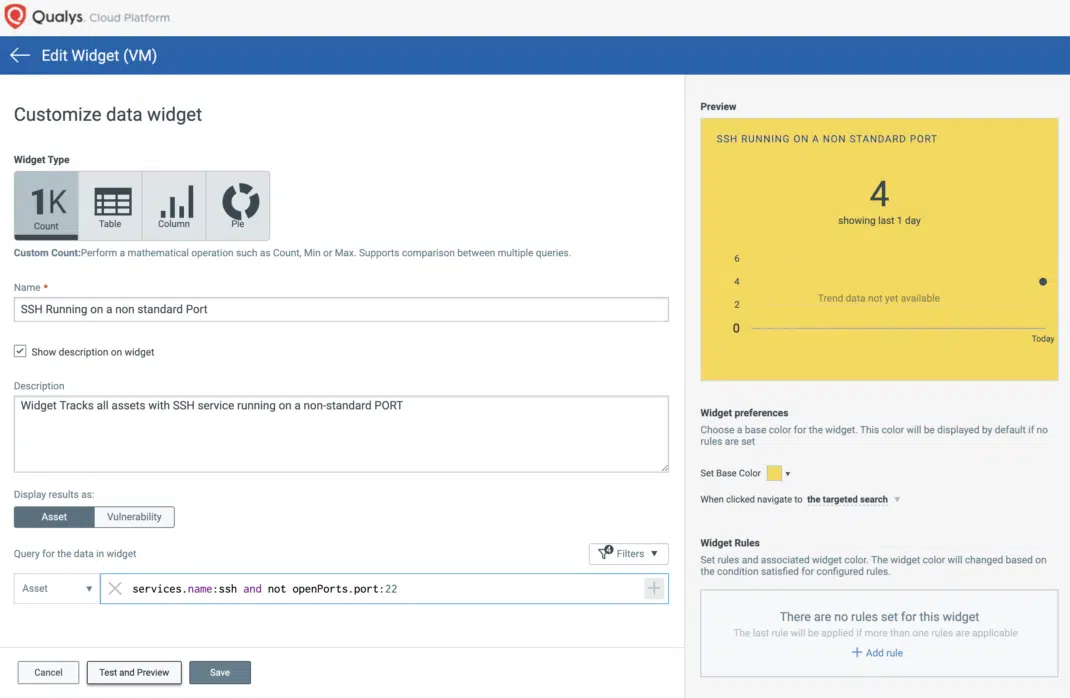 Qualys. Cloud Platform
Edit Widget (VM)
Customize data widget
Widget Type
1K
Count
Table
Column
Pie
Custom Count:Perform a mathematical operation such as Count, Min or Max. Supports comparison between multiple queries.
Name *
SSH Running on a non standard Port
Show description on widget
Description
Widget Tracks all assets with SSH service running on a non-standard PORT
Display results as:
Asset
Vulnerability
Query for the data in widget
4
Filters
Asset
services.name:ssh and not openPorts.port:22
Cancel
Test and Preview
Save
Preview
SSH RUNNING ON A NON STANDARD PORT
4
showing last 1 day
6
4
2
0
Trend data not yet available
Today
Widget preferences
Choose a base color for the widget. This color will be displayed by default if no
rules are set
Set Base Color
When clicked navigate to the targeted search
Widget Rules
Set rules and associated widget color. The widget color will changed based on
the condition satisfied for configured rules.
There are no rules set for this widget
The last rule will be applied if more than one rules are applicable
+ Add rule